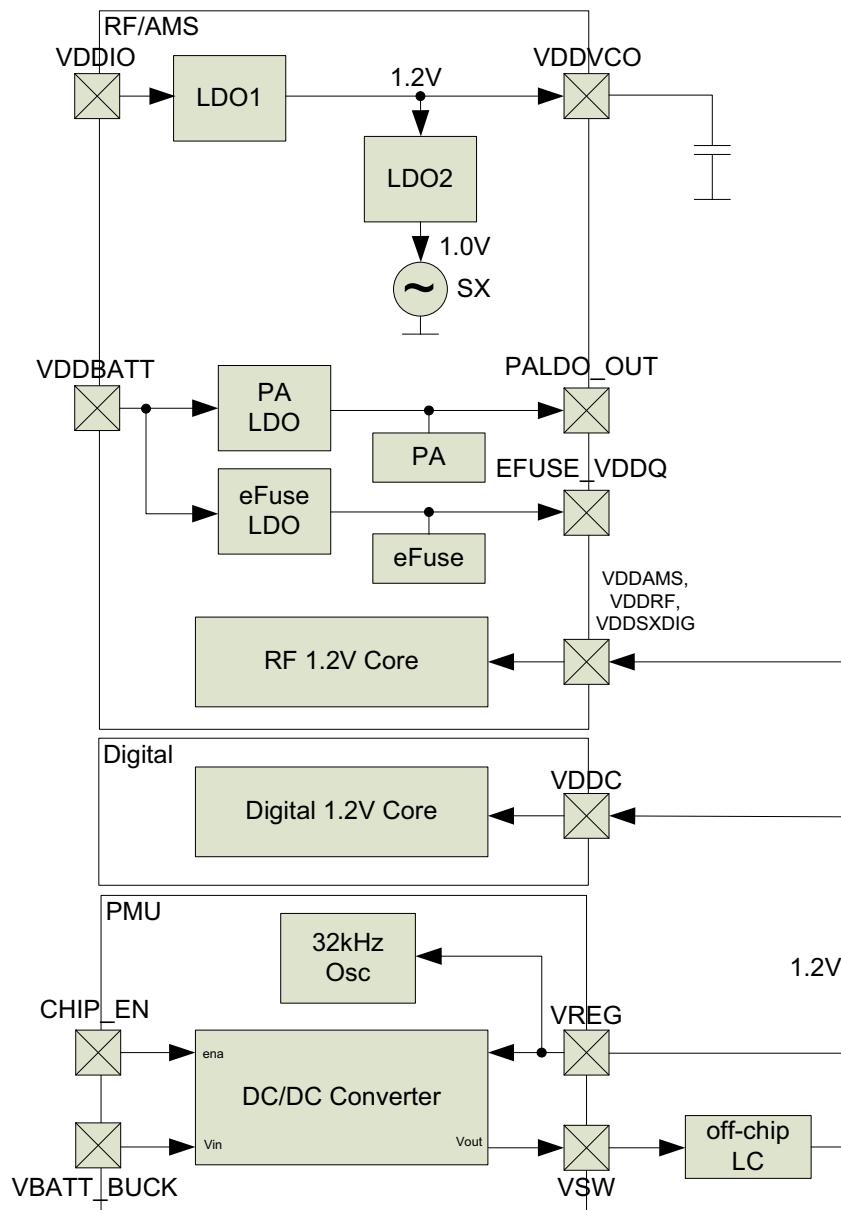 RF/AMS
VDDIO
VDDVCO
LDO1
1.2V
LDO2
1.0V
~
SX
VDDBATT
PALDO_OUT
PA
LDO
PA
EFUSE_VDDQ
eFuse
LDO
eFuse
VDDAMS,
VDDRF,
VDDSXDIG
RF 1.2V Core
Digital
VDDC
Digital 1.2V Core
PMU
32kHz
Osc
1.2V
CHIP_EN
VREG
ena
DC/DC Converter
Vin
Vout
off-chip
LC
VBATT_BUCK
VSW